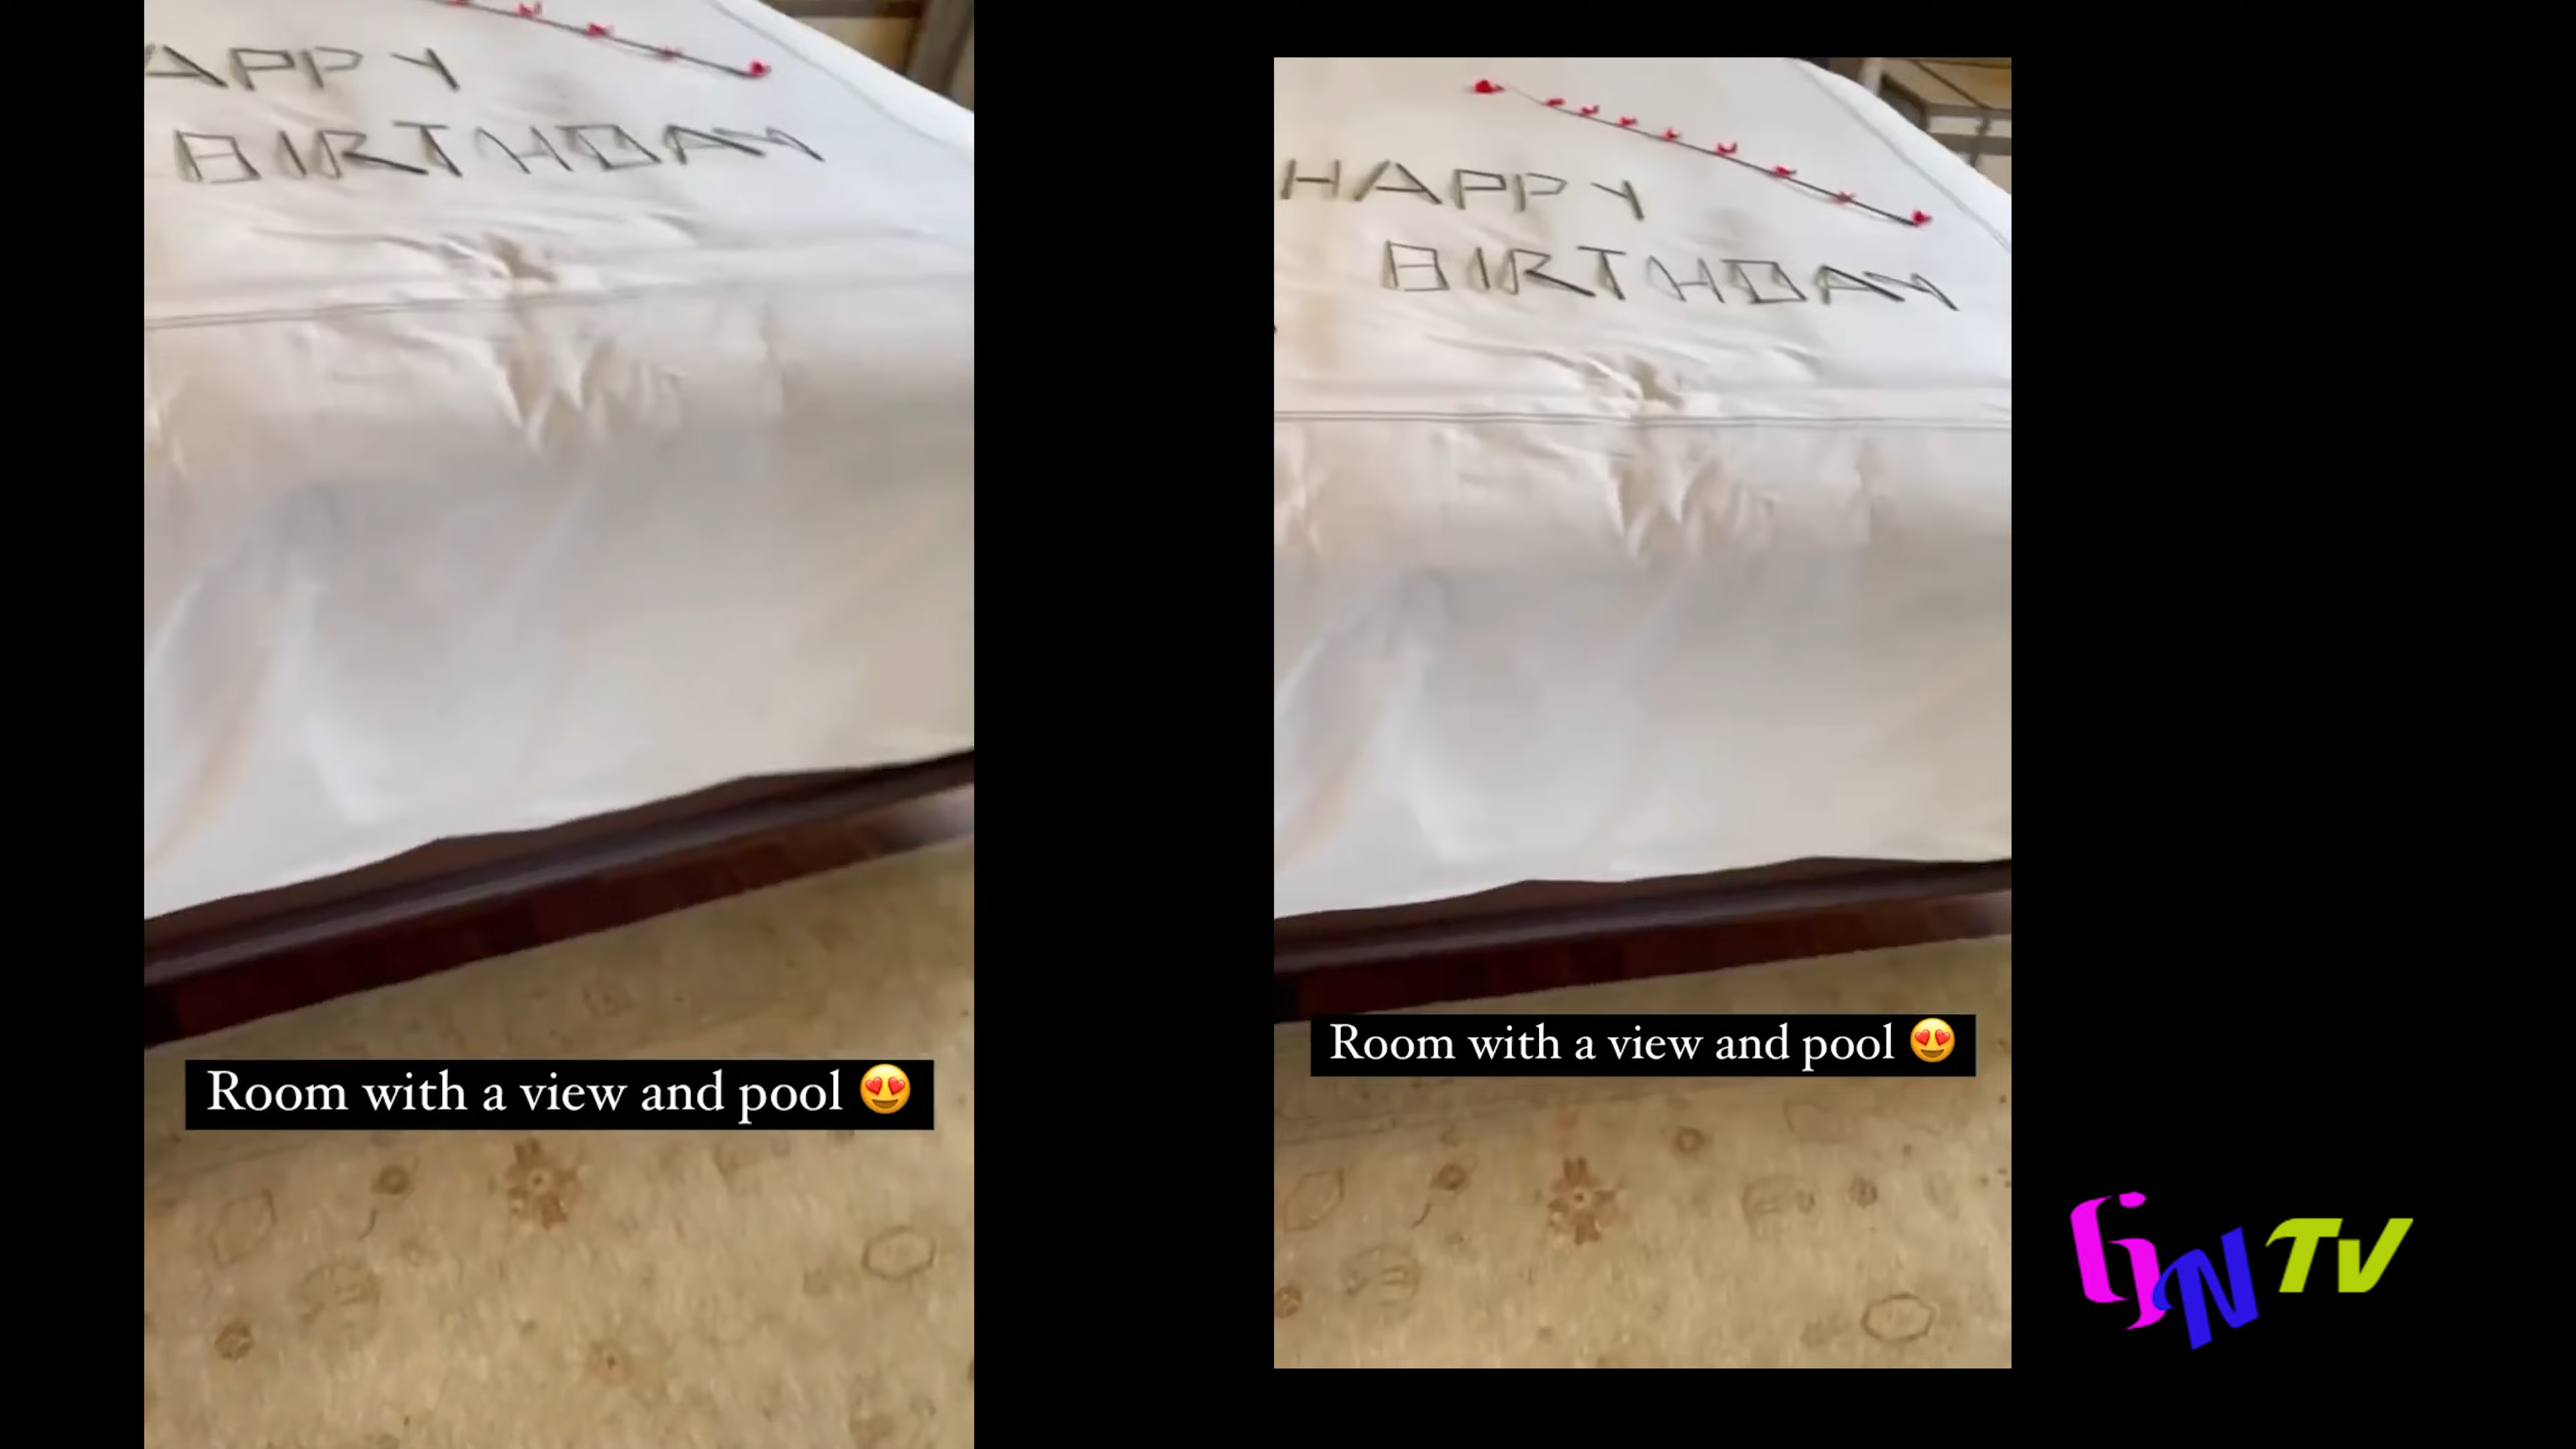 APPY
BIRTHDAY
Room with a view and pool 😍
HAPPY
BIRTHDAY
Room with a view and pool 😍
GN TV